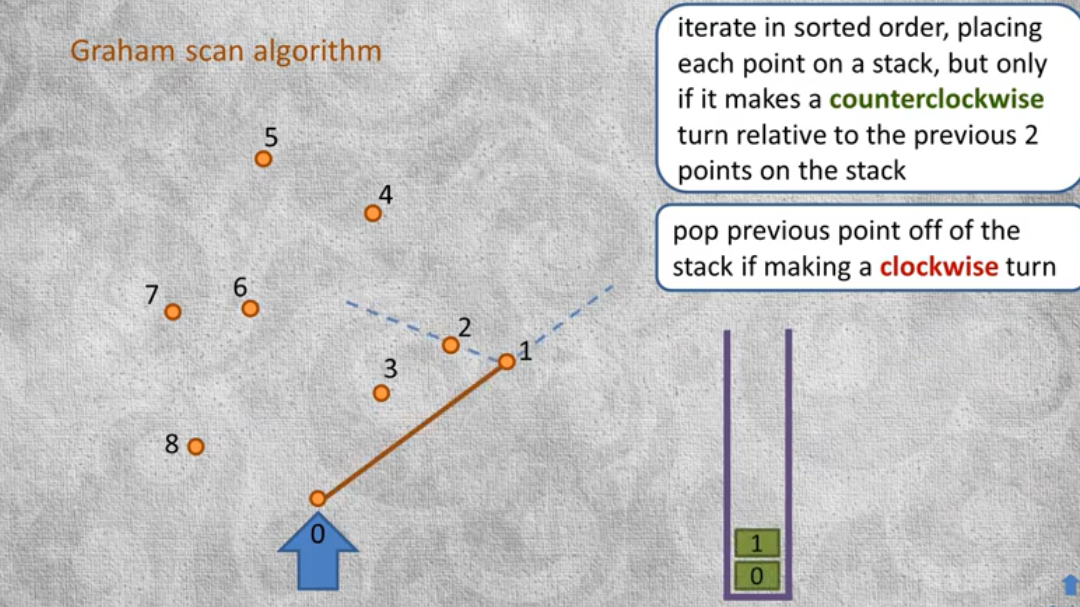 Graham scan algorithm
iterate in sorted order, placing
each point on a stack, but only
if it makes a counterclockwise
turn relative to the previous 2
points on the stack
pop previous point off of the
stack if making a clockwise turn
5
4
7
6
2
1
3
8
0
1
0